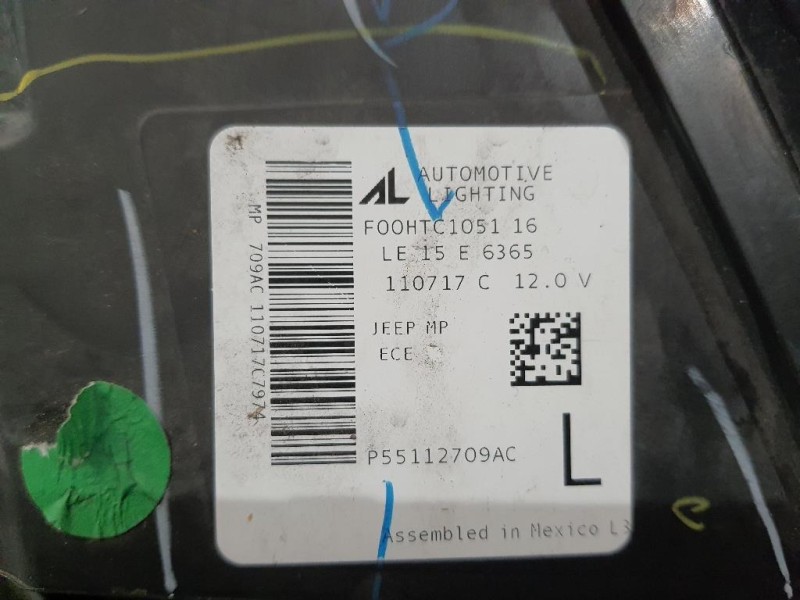 AL AUTOMOTIVE
LIGHTING
F00HTC1051 16
LE 15 E 6365
110717 C 12.0 V
JEEP MP
ECE
P55112709AC
L
Assembled in Mexico L3
MP 709AC 110717C7974